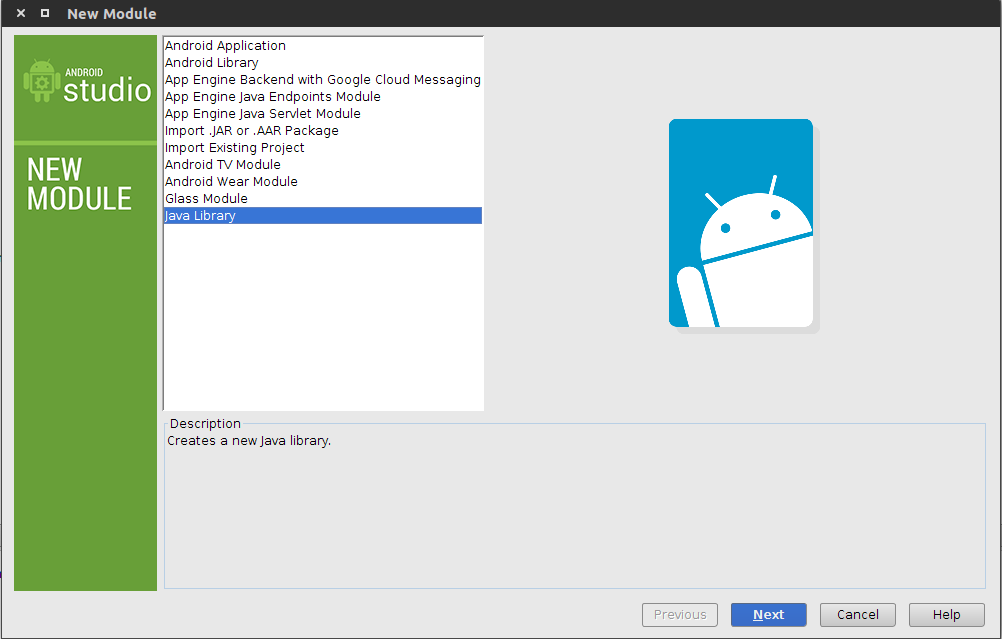 New Module
ANDROID
studio
NEW
MODULE
Android Application
Android Library
App Engine Backend with Google Cloud Messaging
App Engine Java Endpoints Module
App Engine Java Servlet Module
Import .JAR or .AAR Package
Import Existing Project
Android TV Module
Android Wear Module
Glass Module
Java Library
Description
Creates a new Java library.
Previous Next Cancel Help